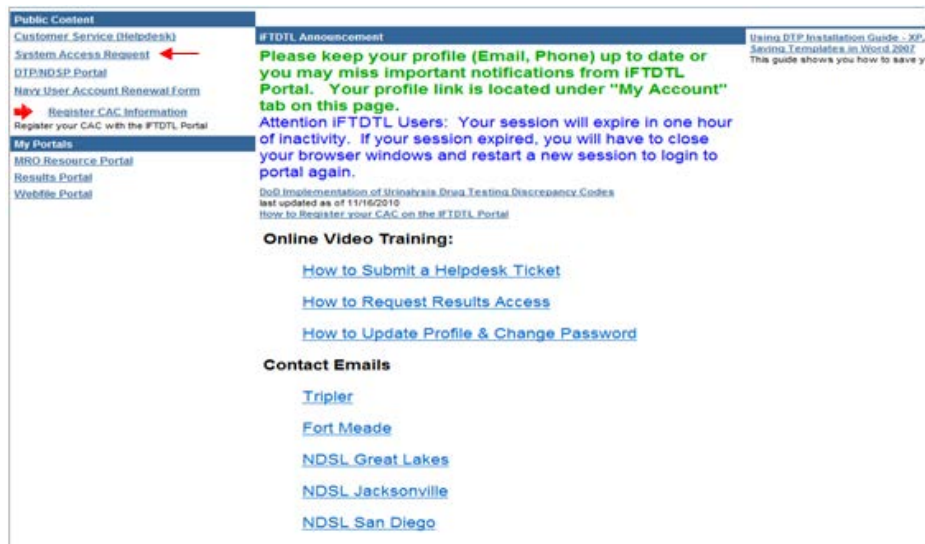 Public Content
Customer Service (Helpdesk)
System Access Request
DTP/NDSP Portal
Navy User Account Renewal Form
Register CAC Information
Register your CAC with the iFTDTL Portal
My Portals
MRO Resource Portal
Results Portal
Webfile Portal
iFTDTL Announcement
Please keep your profile (Email, Phone) up to date or
you may miss important notifications from iFTDTL
Portal. Your profile link is located under "My Account"
tab on this page.
Attention iFTDTL Users: Your session will expire in one hour
of inactivity. If your session expired, you will have to close
your browser windows and restart a new session to login to
portal again.
DoD Implementation of Urinalysis Drug Testing Discrepancy Codes
last updated as of 11/16/2010
How to Register your CAC on the iFTDTL Portal
Online Video Training:
How to Submit a Helpdesk Ticket
How to Request Results Access
How to Update Profile & Change Password
Contact Emails
Tripler
Fort Meade
NDSL Great Lakes
NDSL Jacksonville
NDSL San Diego
Using DTP Installation Guide - XP,
Saving Templates in Word 2007
This guide shows you how to save y